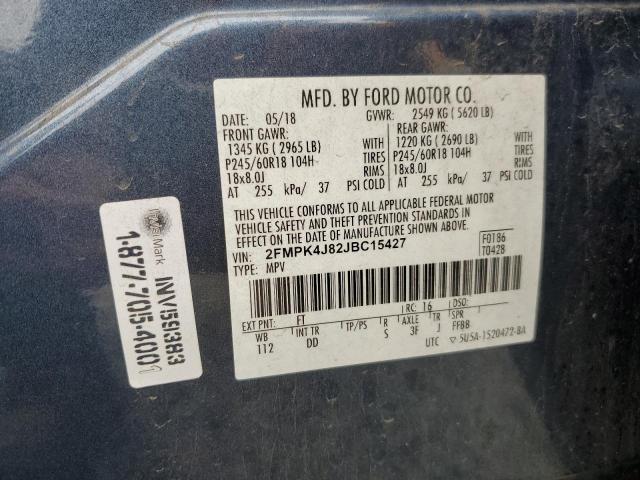 MFD. BY FORD MOTOR CO.
DATE: 05/18 GVWR: 2549 KG ( 5620 LB)
FRONT GAWR: REAR GAWR:
1345 KG ( 2965 LB) WITH 1220 KG ( 2690 LB) WITH
P245/60R18 104H TIRES P245/60R18 104H TIRES
18x8.0J RIMS 18x8.0J RIMS
AT 255 kPa/ 37 PSI COLD AT 255 kPa/ 37 PSI COLD
THIS VEHICLE CONFORMS TO ALL APPLICABLE FEDERAL MOTOR
VEHICLE SAFETY AND THEFT PREVENTION STANDARDS IN
EFFECT ON THE DATE OF MANUFACTURE SHOWN ABOVE.
VIN: 2FMPK4J82JBC15427 F0186
TYPE: MPV T0428
EXT PNT: FT RC: 16 DSO:
WB INT TR TP/PS R AXLE TR SPR
112 DD S 3F J FFBB
UTC 5U5A-1520472-BA
Mark
INV1591383
1-877-705-4001